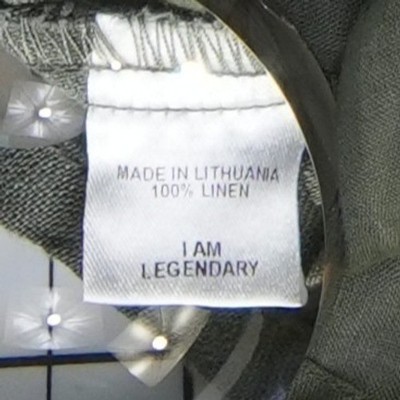 MADE IN LITHUANIA
100% LINEN
I AM
LEGENDARY